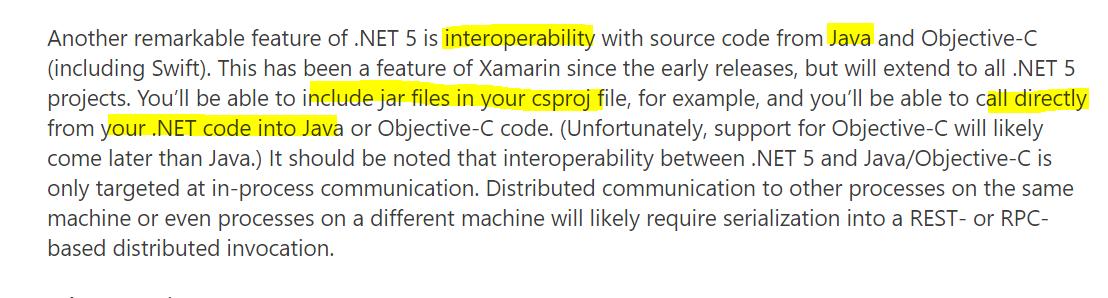 Another remarkable feature of .NET 5 is interoperability with source code from Java and Objective-C
(including Swift). This has been a feature of Xamarin since the early releases, but will extend to all .NET 5
projects. You’ll be able to include jar files in your csproj file, for example, and you’ll be able to call directly
from your .NET code into Java or Objective-C code. (Unfortunately, support for Objective-C will likely
come later than Java.) It should be noted that interoperability between .NET 5 and Java/Objective-C is
only targeted at in-process communication. Distributed communication to other processes on the same
machine or even processes on a different machine will likely require serialization into a REST- or RPC-
based distributed invocation.